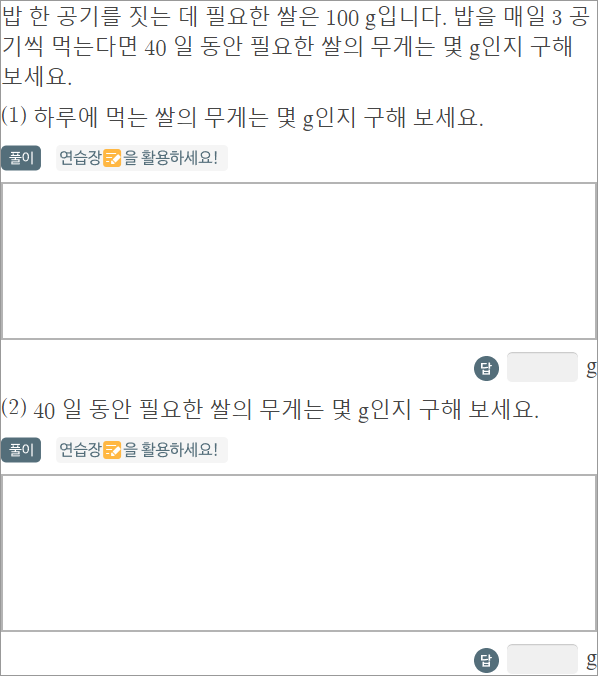 밥 한 공기를 짓는 데 필요한 쌀은 100 g입니다. 밥을 매일 3 공
기씩 먹는다면 40 일 동안 필요한 쌀의 무게는 몇 g인지 구해
보세요.
(1) 하루에 먹는 쌀의 무게는 몇 g인지 구해 보세요.
풀이 연습장을 활용하세요!
답 g
(2) 40 일 동안 필요한 쌀의 무게는 몇 g인지 구해 보세요.
풀이 연습장을 활용하세요!
답 g